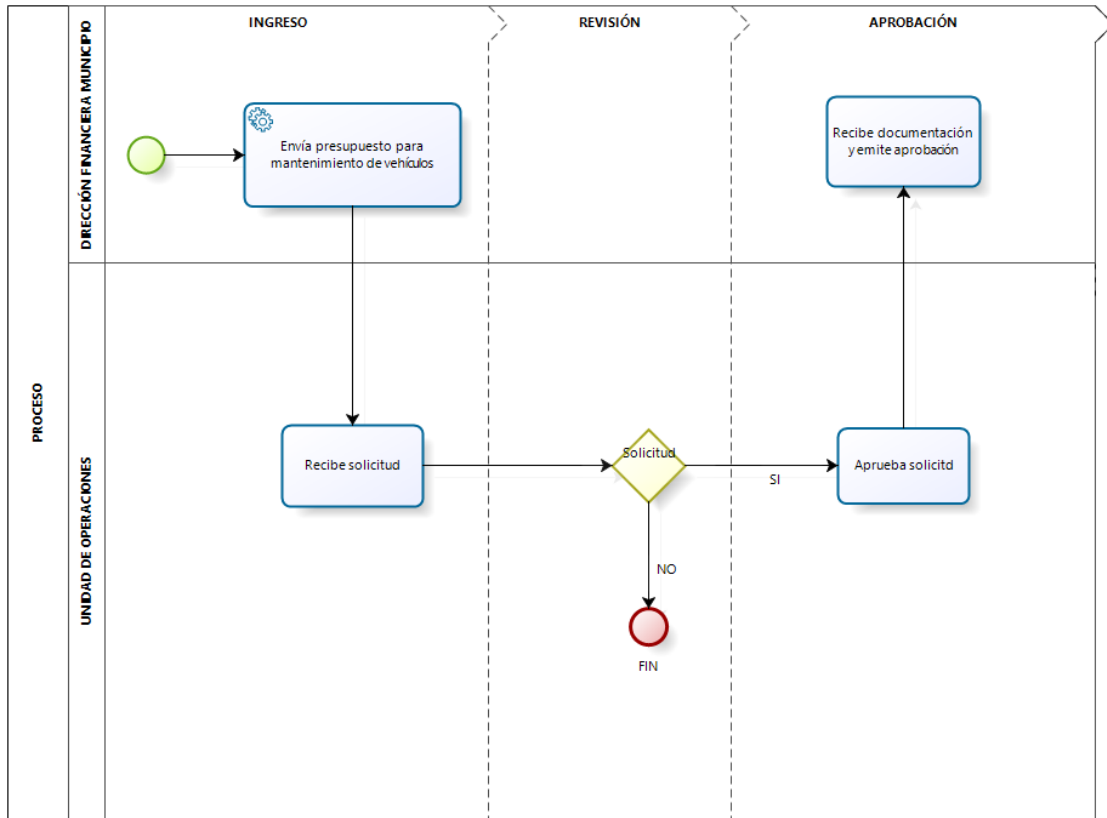 INGRESO
REVISIÓN
APROBACIÓN
PROCESO
DIRECCIÓN FINANCIERA MUNICIPIO
Envía presupuesto para
mantenimiento de vehículos
Recibe documentación
y emite aprobación
UNIDAD DE OPERACIONES
Recibe solicitud
Solicitud
SI
Aprueba solicitd
NO
FIN